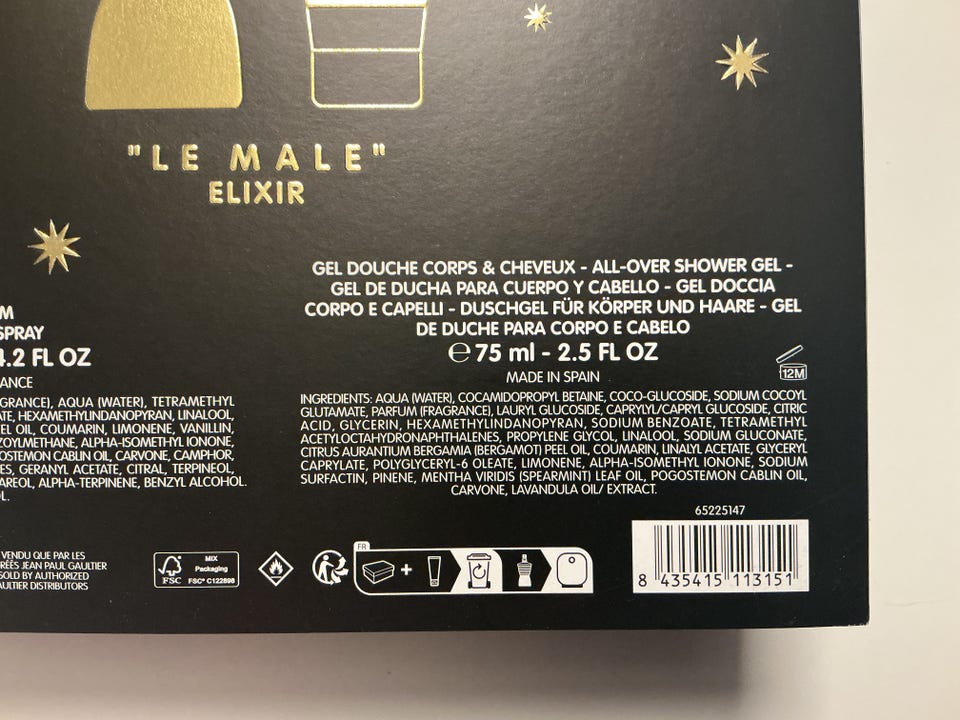 "LE MALE"
ELIXIR
GEL DOUCHE CORPS & CHEVEUX - ALL-OVER SHOWER GEL -
GEL DE DUCHA PARA CUERPO Y CABELLO - GEL DOCCIA
CORPO E CAPELLI - DUSCHGEL FÜR KÖRPER UND HAARE - GEL
DE DUCHE PARA CORPO E CABELO
℮ 75 ml - 2.5 FL OZ
MADE IN SPAIN
12M
INGREDIENTS: AQUA (WATER), COCAMIDOPROPYL BETAINE, COCO-GLUCOSIDE, SODIUM COCOYL
GLUTAMATE, PARFUM (FRAGRANCE), LAURYL GLUCOSIDE, CAPRYLYL/CAPRYL GLUCOSIDE, CITRIC
ACID, GLYCERIN, HEXAMETHYLINDANOPYRAN, SODIUM BENZOATE, TETRAMETHYL
ACETYLOCTAHYDRONAPHTHALENES, PROPYLENE GLYCOL, LINALOOL, SODIUM GLUCONATE,
CITRUS AURANTIUM BERGAMIA (BERGAMOT) PEEL OIL, COUMARIN, LINALYL ACETATE, GLYCERYL
CAPRYLATE, POLYGLYCERYL-6 OLEATE, LIMONENE, ALPHA-ISOMETHYL IONONE, SODIUM
SURFACTIN, PINENE, MENTHA VIRIDIS (SPEARMINT) LEAF OIL, POGOSTEMON CABLIN OIL,
CARVONE, LAVANDULA OIL/ EXTRACT.
M
SPRAY
4.2 FL OZ
ANCE
GRANCE), AQUA (WATER), TETRAMETHYL
ATE, HEXAMETHYLINDANOPYRAN, LINALOOL,
EL OIL, COUMARIN, LIMONENE, VANILLIN,
ZOYLMETHANE, ALPHA-ISOMETHYL IONONE,
OSTEMON CABLIN OIL, CARVONE, CAMPHOR,
ES, GERANYL ACETATE, CITRAL, TERPINEOL,
AREOL, ALPHA-TERPINENE, BENZYL ALCOHOL.
OL.
VENDU QUE PAR LES
RÉÉS JEAN PAUL GAULTIER
SOLD BY AUTHORIZED
AULTIER DISTRIBUTORS
FSC
MIX
Packaging
FSC® C122898
FR
+
65225147
8 435415 113151